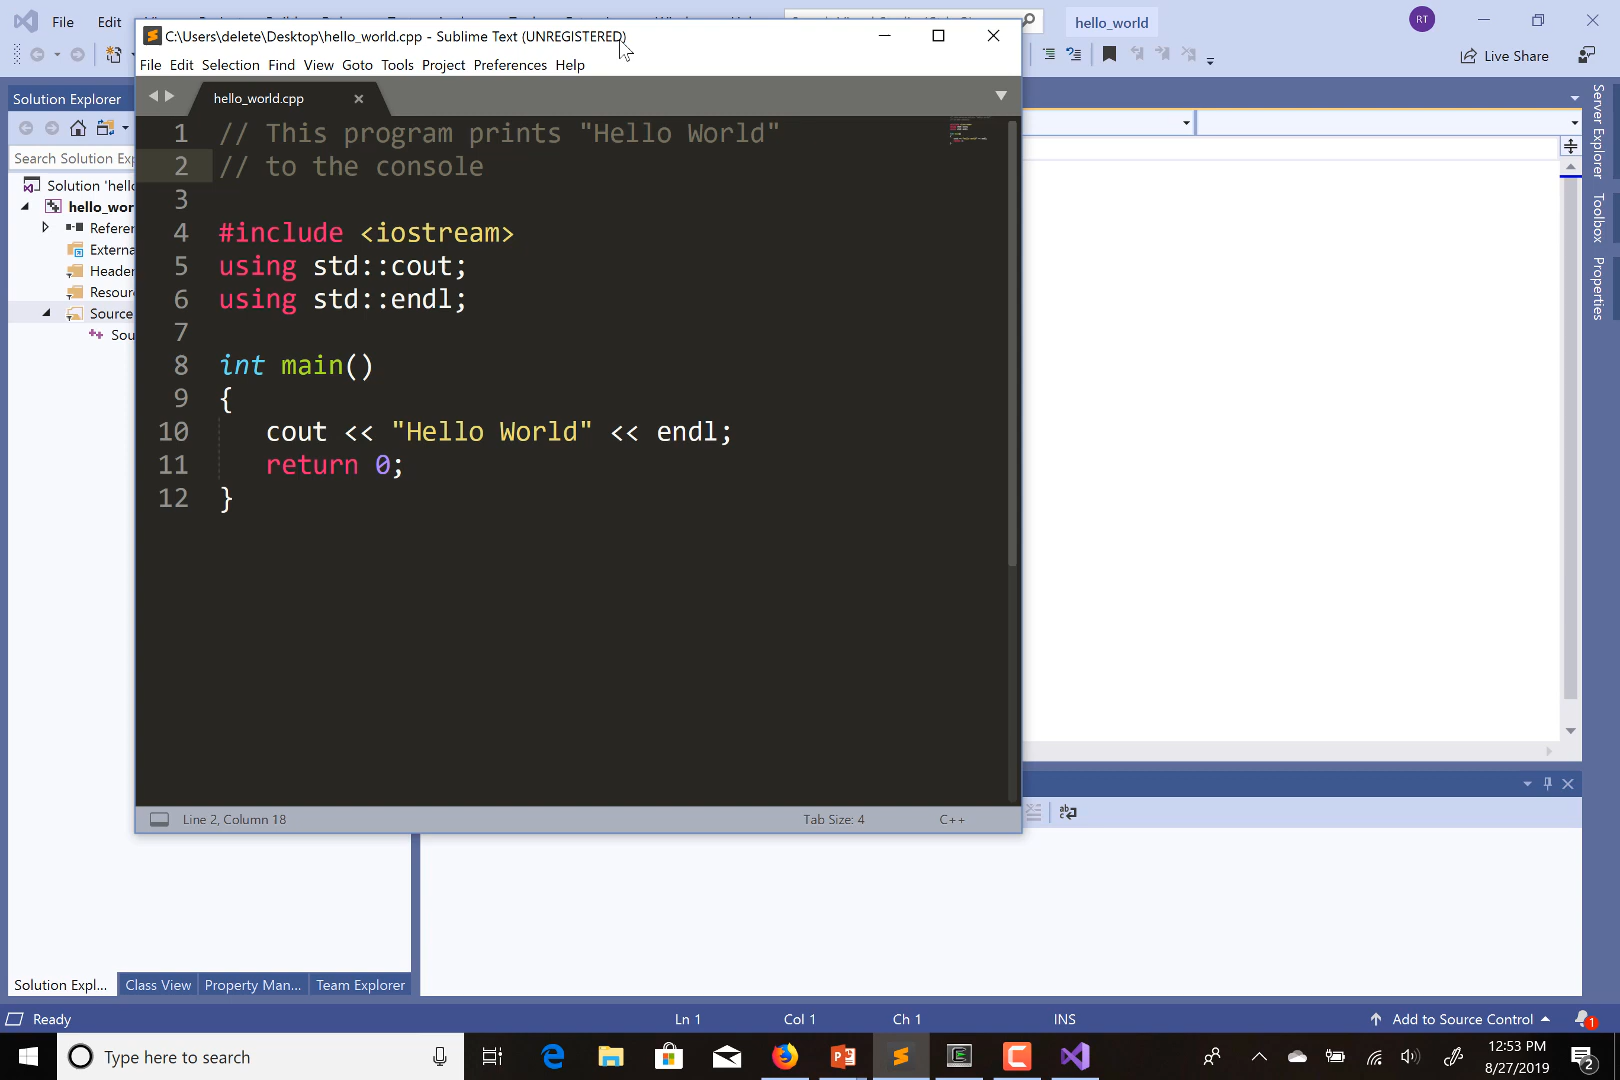 File Edit
hello_world
RT
C:\Users\delete\Desktop\hello_world.cpp - Sublime Text (UNREGISTERED)
File Edit Selection Find View Goto Tools Project Preferences Help
Live Share
Solution Explorer
hello_world.cpp
Search Solution Exp
Solution 'hello
hello_wor
Referen
Externa
Header
Resour
Source
Sou
1 // This program prints "Hello World"
2 // to the console
3
4 #include <iostream>
5 using std::cout;
6 using std::endl;
7
8 int main()
9 {
10 cout << "Hello World" << endl;
11 return 0;
12 }
Server Explorer
Toolbox
Properties
Line 2, Column 18
Tab Size: 4
C++
Solution Expl...
Class View
Property Man...
Team Explorer
Ready
Ln 1
Col 1
Ch 1
INS
Add to Source Control
1
Type here to search
12:53 PM
8/27/2019
2